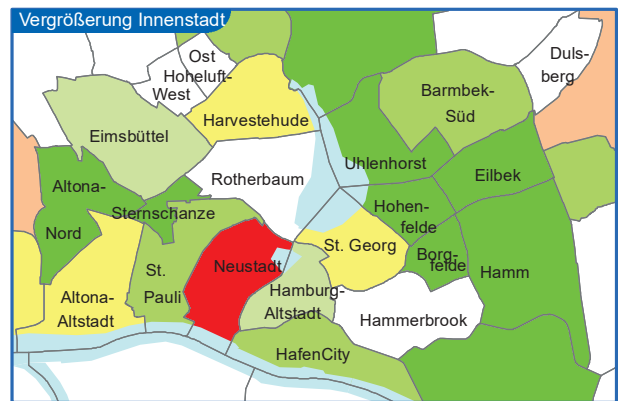 Vergrößerung Innenstadt
Ost
Hoheluft-
West
Duls-
berg
Barmbek-
Süd
Harvestehude
Eimsbüttel
Uhlenhorst
Eilbek
Rotherbaum
Altona-
Nord
Sternschanze
Hohen-
felde
St. Georg
Borg-
felde
Hamm
Neustadt
St.
Pauli
Hamburg-
Altstadt
Altona-
Altstadt
Hammerbrook
HafenCity